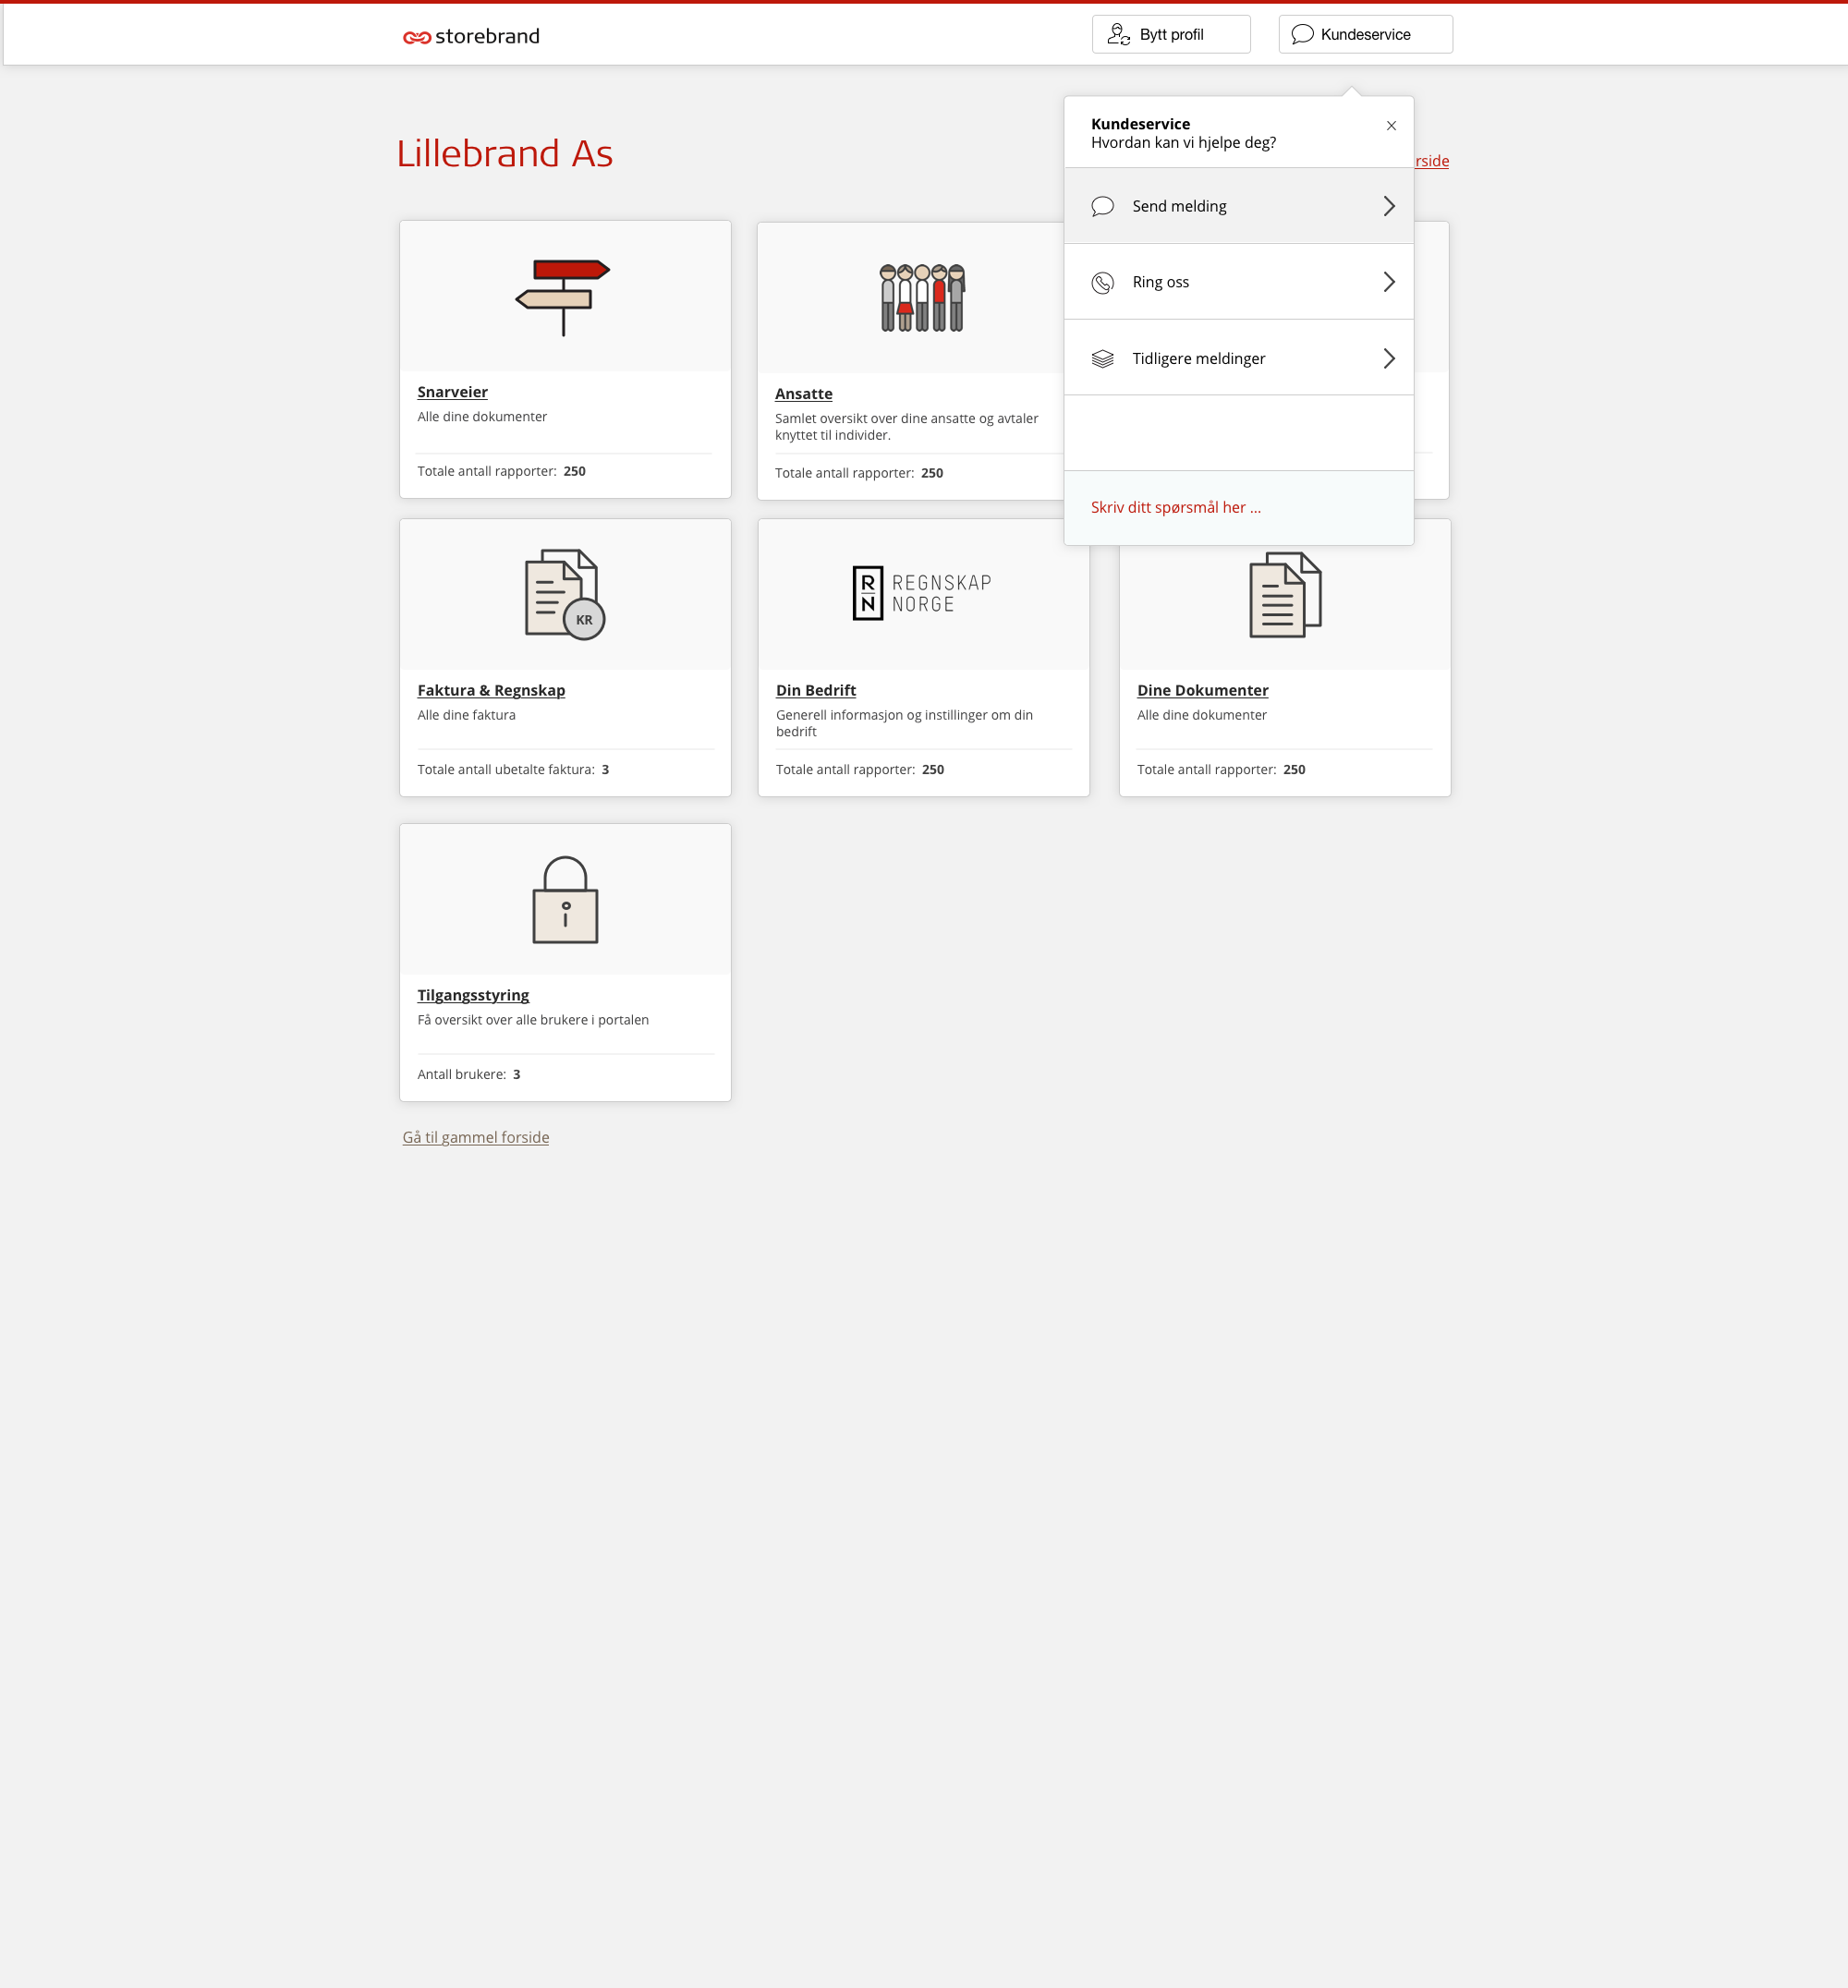 storebrand
Bytt profil
Kundeservice
Lillebrand As
Kundeservice
Hvordan kan vi hjelpe deg?
Send melding
Ring oss
Tidligere meldinger
Skriv ditt spørsmål her ...
rside
Snarveier
Alle dine dokumenter
Totale antall rapporter: 250
Ansatte
Samlet oversikt over dine ansatte og avtaler
knyttet til individer.
Totale antall rapporter: 250
KR
Faktura & Regnskap
Alle dine faktura
Totale antall ubetalte faktura: 3
R
N
REGNSKAP
NORGE
Din Bedrift
Generell informasjon og instillinger om din
bedrift
Totale antall rapporter: 250
Dine Dokumenter
Alle dine dokumenter
Totale antall rapporter: 250
Tilgangsstyring
Få oversikt over alle brukere i portalen
Antall brukere: 3
Gå til gammel forside